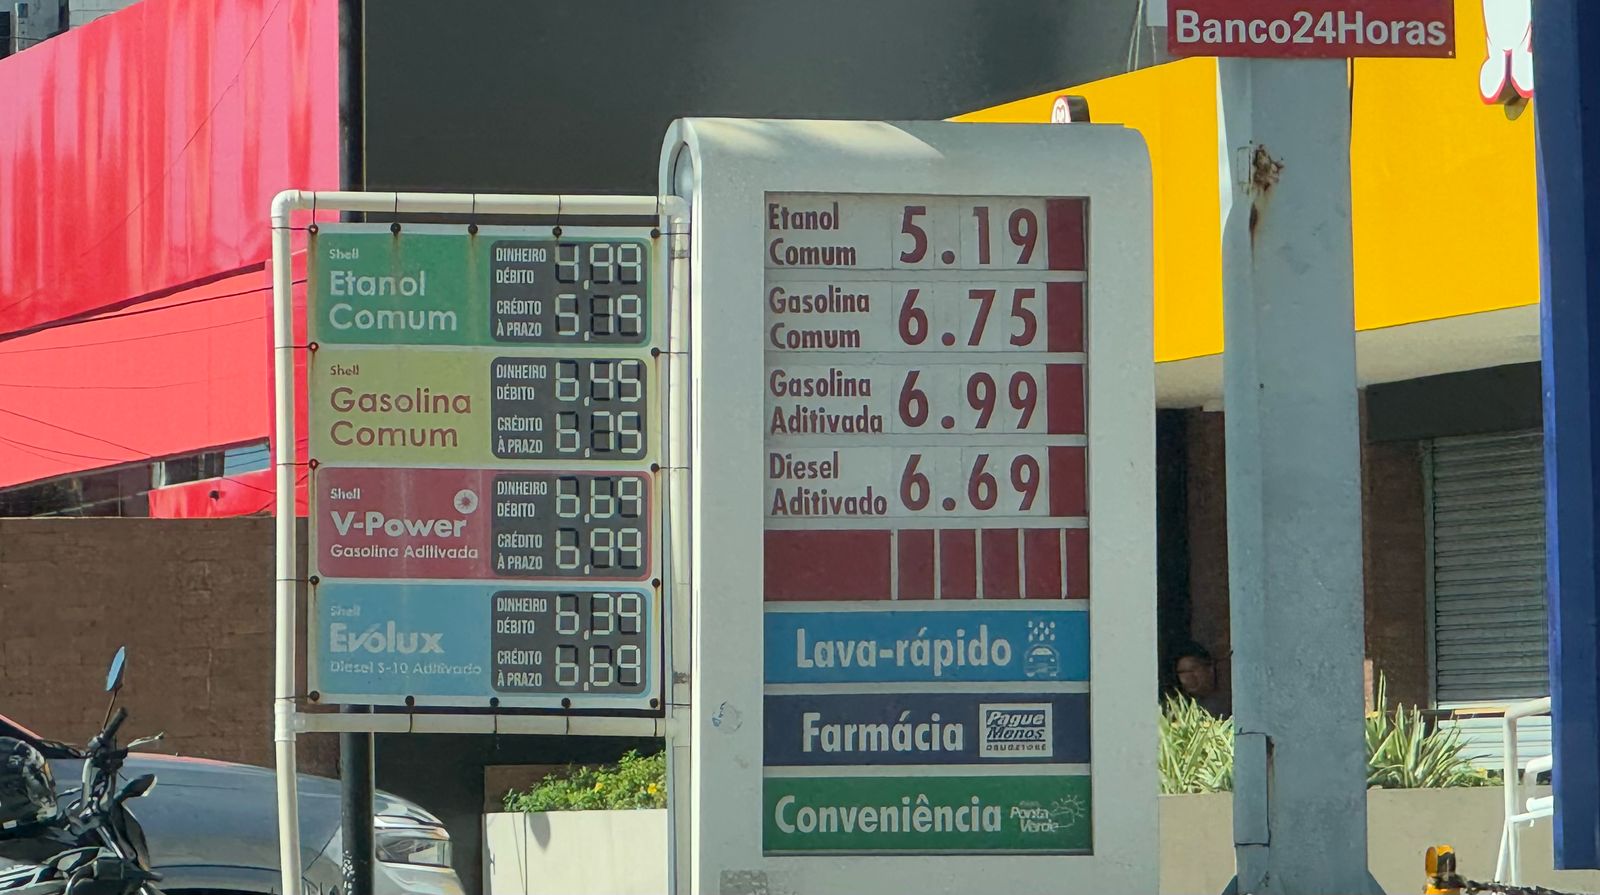 Banco24Horas
Shell
Etanol
Comum
DINHEIRO
DÉBITO
4,99
CRÉDITO
À PRAZO
5,19
Shell
Gasolina
Comum
DINHEIRO
DÉBITO
6,45
CRÉDITO
À PRAZO
6,75
Shell
V-Power
Gasolina Aditivada
DINHEIRO
DÉBITO
6,69
CRÉDITO
À PRAZO
6,99
Shell
Evolux
Diesel S-10 Aditivado
DINHEIRO
DÉBITO
6,39
CRÉDITO
À PRAZO
6,69
Etanol
Comum
5.19
Gasolina
Comum
6.75
Gasolina
Aditivada
6.99
Diesel
Aditivado
6.69
Lava-rápido
Farmácia
Pague
Menos
Conveniência
Ponta
Verde